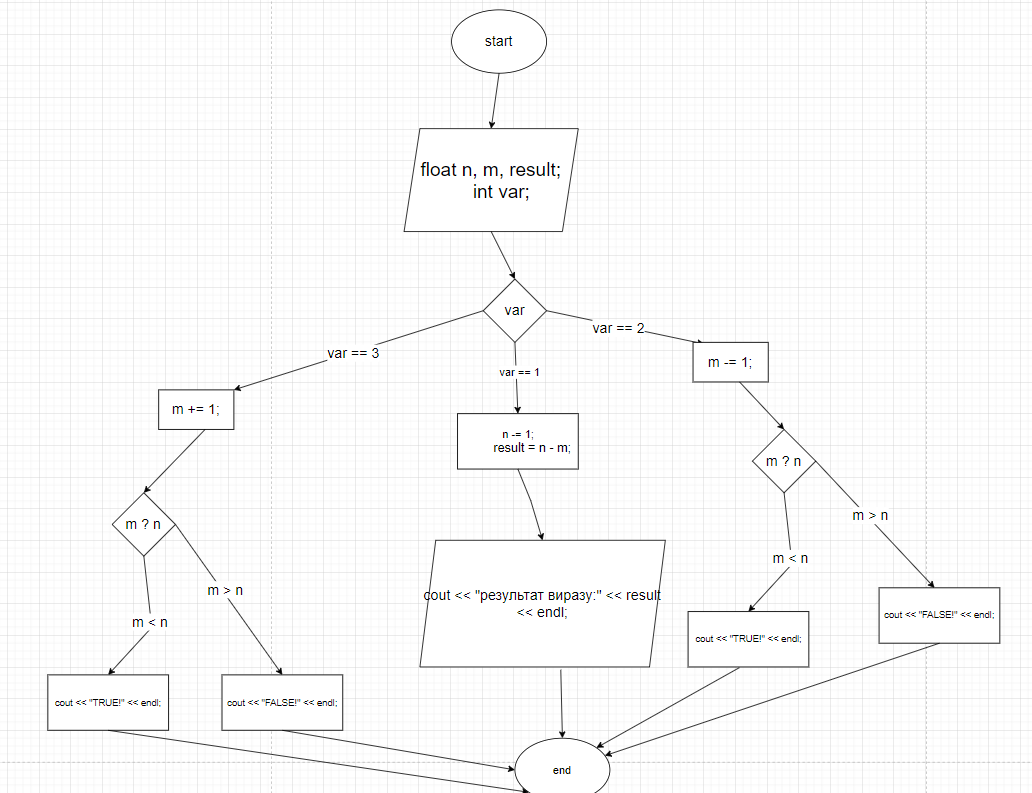 start
float n, m, result;
int var;
var
var == 3
var == 1
var == 2
m += 1;
n -= 1;
result = n - m;
m -= 1;
m ? n
m < n
m > n
cout << "TRUE!" << endl;
cout << "FALSE!" << endl;
cout << "результат виразу:" << result
<< endl;
m ? n
m < n
m > n
cout << "TRUE!" << endl;
cout << "FALSE!" << endl;
end